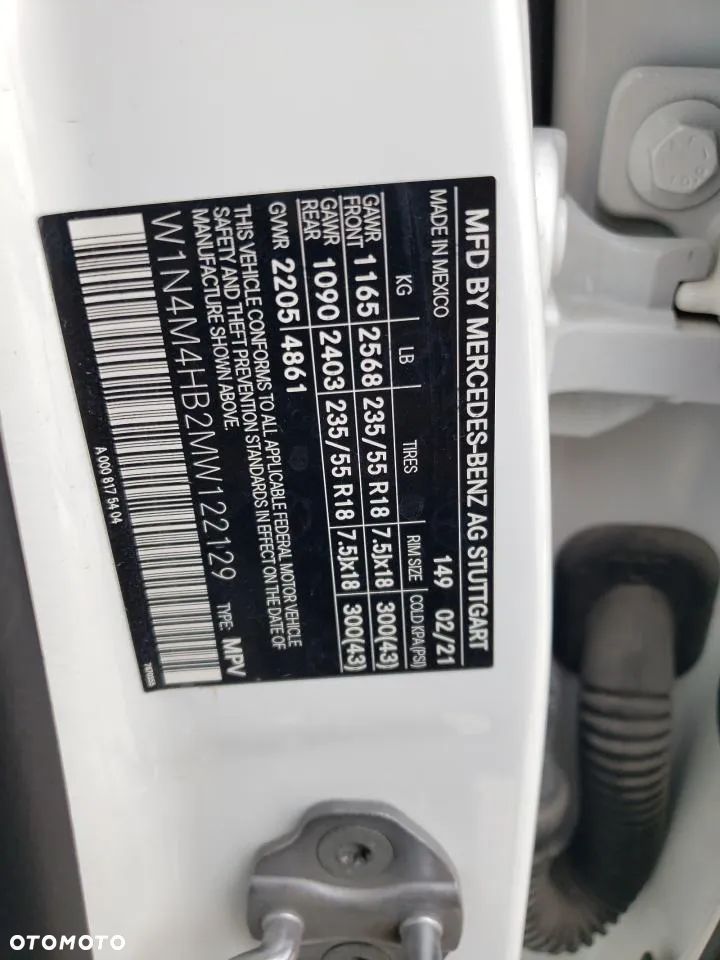 MFD BY MERCEDES-BENZ AG STUTTGART
MADE IN MEXICO 149 02/21
KG LB TIRES RIM SIZE COLD KPA(PSI)
GAWR FRONT 1165 2568 235/55 R18 7.5Jx18 300(43)
GAWR REAR 1090 2403 235/55 R18 7.5Jx18 300(43)
GVWR 2205 4861
THIS VEHICLE CONFORMS TO ALL APPLICABLE FEDERAL MOTOR VEHICLE
SAFETY AND THEFT PREVENTION STANDARDS IN EFFECT ON THE DATE OF
MANUFACTURE SHOWN ABOVE.
W1N4M4HB2MW122129 TYPE: MPV
A 000 817 54 04
OTOMOTO